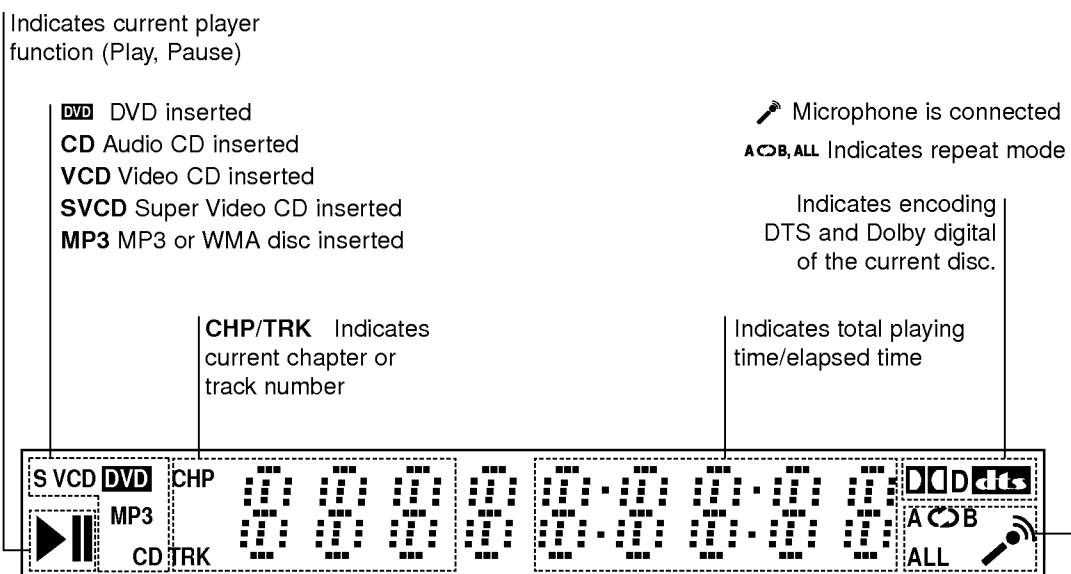 Indicates current player
function (Play, Pause)
DVD DVD inserted
CD Audio CD inserted
VCD Video CD inserted
SVCD Super Video CD inserted
MP3 MP3 or WMA disc inserted
Microphone is connected
A B, ALL Indicates repeat mode
Indicates encoding
DTS and Dolby digital
of the current disc.
CHP/TRK Indicates
current chapter or
track number
Indicates total playing
time/elapsed time
S VCD DVD
MP3
CD
CHP
TRK
D dts
A B
ALL